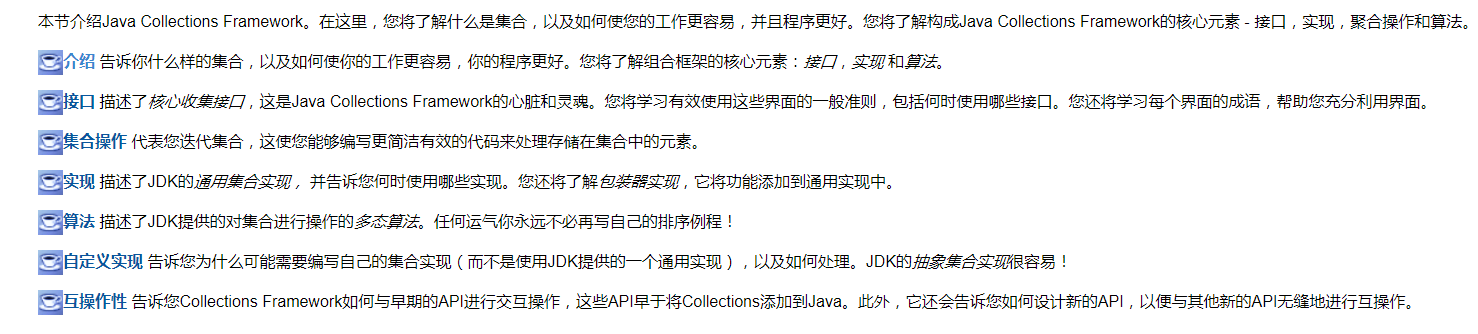 本节介绍Java Collections Framework。在这里，您将了解什么是集合，以及如何使您的工作更容易，并且程序更好。您将了解构成Java Collections Framework的核心元素 - 接口，实现，聚合操作和算法。
介绍 告诉你什么样的集合，以及如何使你的工作更容易，你的程序更好。您将了解组合框架的核心元素：接口，实现 和算法。
接口 描述了核心收集接口，这是Java Collections Framework的心脏和灵魂。您将学习有效使用这些界面的一般准则，包括何时使用哪些接口。您还将学习每个界面的成语，帮助您充分利用界面。
集合操作 代表您迭代集合，这使您能够编写更简洁有效的代码来处理存储在集合中的元素。
实现 描述了JDK的通用集合实现， 并告诉您何时使用哪些实现。您还将了解包装器实现，它将功能添加到通用实现中。
算法 描述了JDK提供的对集合进行操作的多态算法。任何运气你永远不必再写自己的排序例程！
自定义实现 告诉您为什么可能需要编写自己的集合实现（而不是使用JDK提供的一个通用实现），以及如何处理。JDK的抽象集合实现很容易！
互操作性 告诉您Collections Framework如何与早期的API进行交互操作，这些API早于将Collections添加到Java。此外，它还会告诉您如何设计新的API，以便与其他新的API无缝地进行互操作。